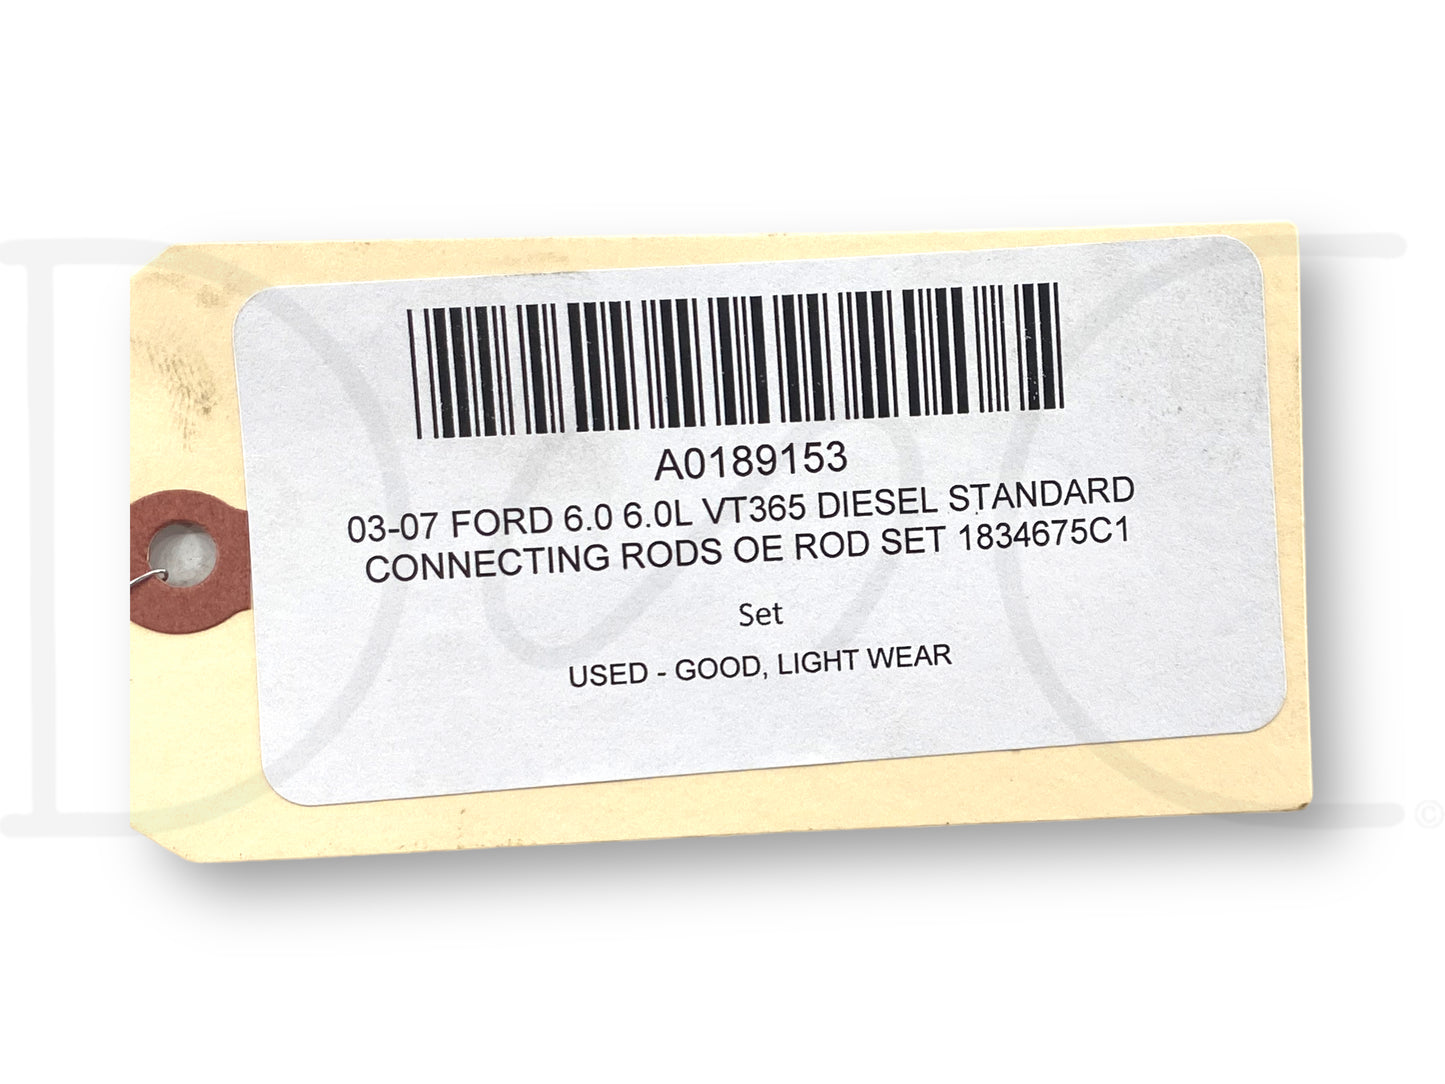 A0189153
03-07 FORD 6.0 6.0L VT365 DIESEL STANDARD
CONNECTING RODS OE ROD SET 1834675C1
Set
USED - GOOD, LIGHT WEAR
©